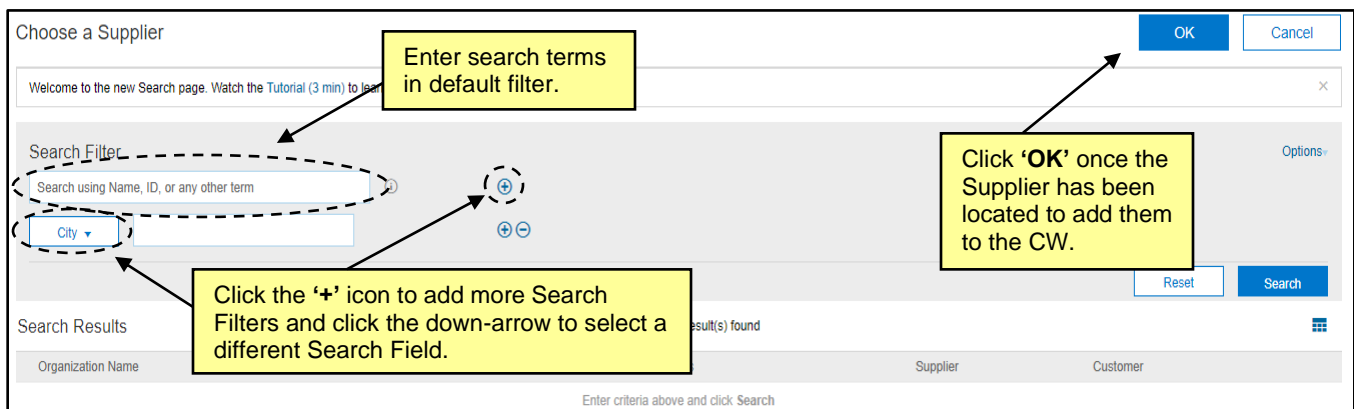 Choose a Supplier
OK
Cancel
Enter search terms
in default filter.
Welcome to the new Search page. Watch the Tutorial (3 min) to
Search Filter
Options
Search using Name, ID, or any other term
City
Click ‘OK’ once the
Supplier has been
located to add them
to the CW.
Click the ‘+’ icon to add more Search
Filters and click the down-arrow to select a
different Search Field.
Reset
Search
Search Results
found
Organization Name
Supplier
Customer
Enter criteria above and click Search